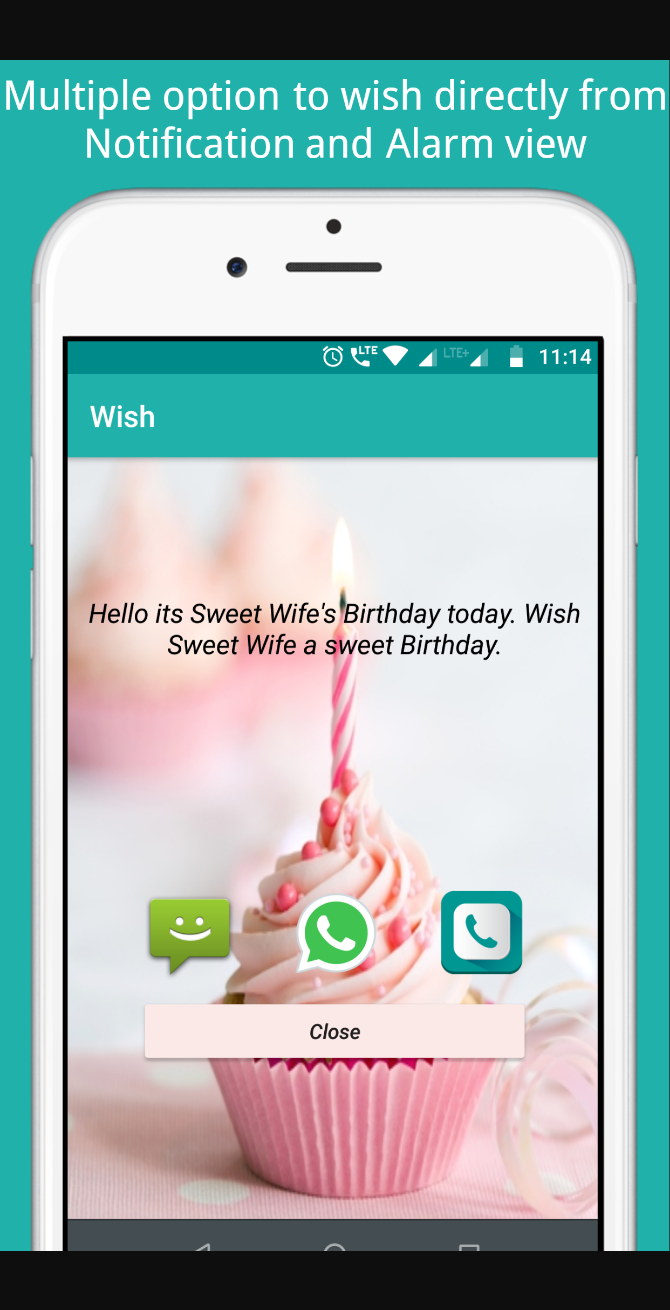 Multiple option to wish directly from
Notification and Alarm view
LTE LTE+ 11:14
Wish
Hello its Sweet Wife's Birthday today. Wish
Sweet Wife a sweet Birthday.
Close